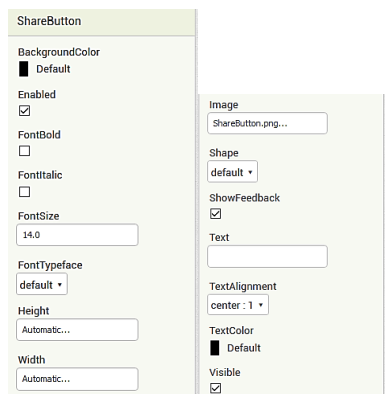 ShareButton
BackgroundColor
Default
Enabled
FontBold
FontItalic
FontSize
14.0
FontTypeface
default
Height
Automatic...
Width
Automatic...
Image
ShareButton.png...
Shape
default
ShowFeedback
Text
TextAlignment
center : 1
TextColor
Default
Visible